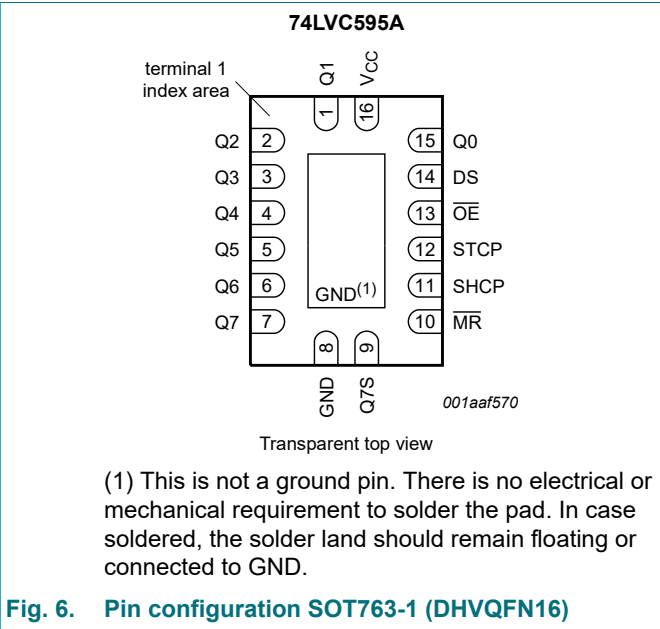 74LVC595A
terminal 1
index area
Q1
VCC
1
16
Q2 2
15 Q0
Q3 3
14 DS
Q4 4
13 OE
Q5 5
12 STCP
Q6 6
11 SHCP
GND(1)
Q7 7
10 MR
8
9
GND
Q7S
001aaf570
Transparent top view
(1) This is not a ground pin. There is no electrical or
mechanical requirement to solder the pad. In case
soldered, the solder land should remain floating or
connected to GND.
Fig. 6. Pin configuration SOT763-1 (DHVQFN16)